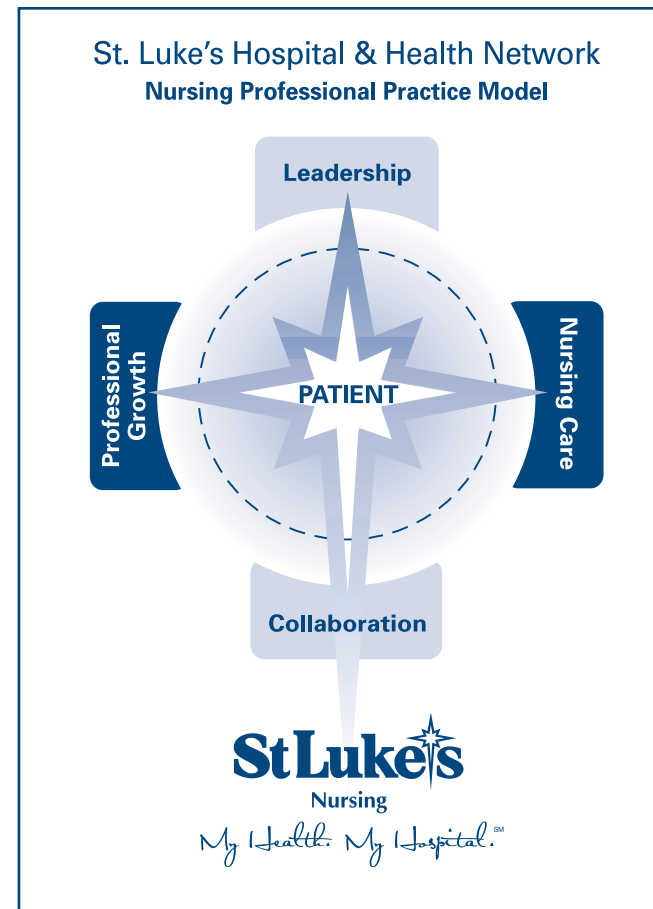 St. Luke's Hospital & Health Network
Nursing Professional Practice Model
Leadership
Professional
Growth
PATIENT
Nursing Care
Collaboration
StLuke's
Nursing
My Health. My Hospital.℠